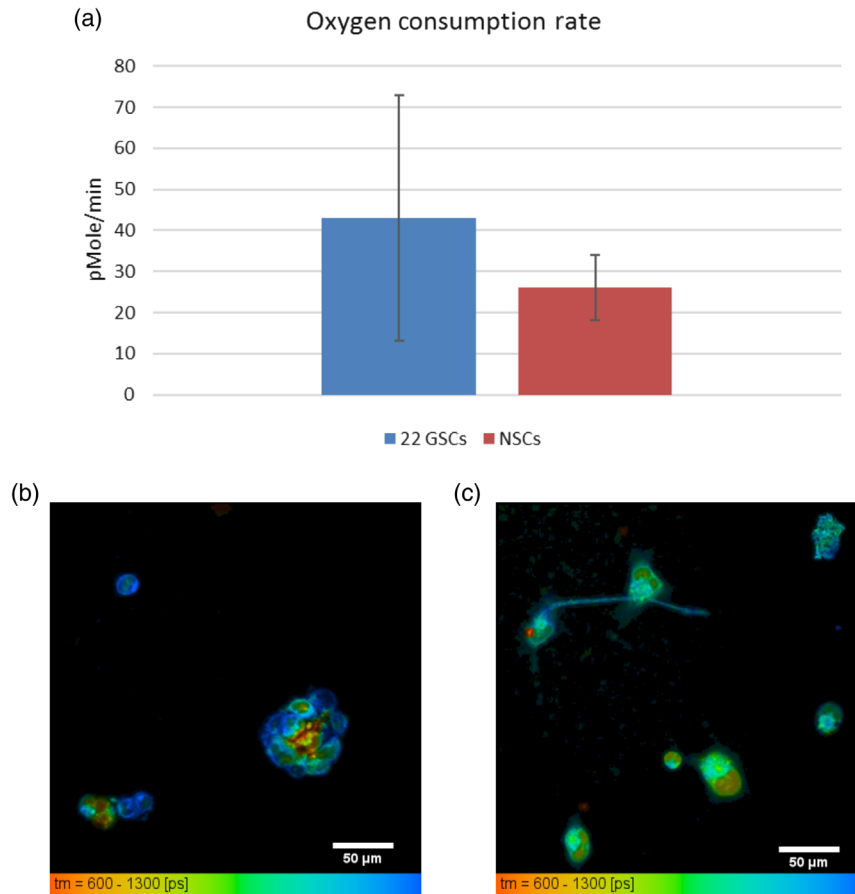 (a)
Oxygen consumption rate
80
70
60
50
40
30
20
10
0
pMole/min
22 GSCs NSCs
(b)
(c)
50 µm
50 µm
tm = 600 - 1300 [ps]
tm = 600 - 1300 [ps]